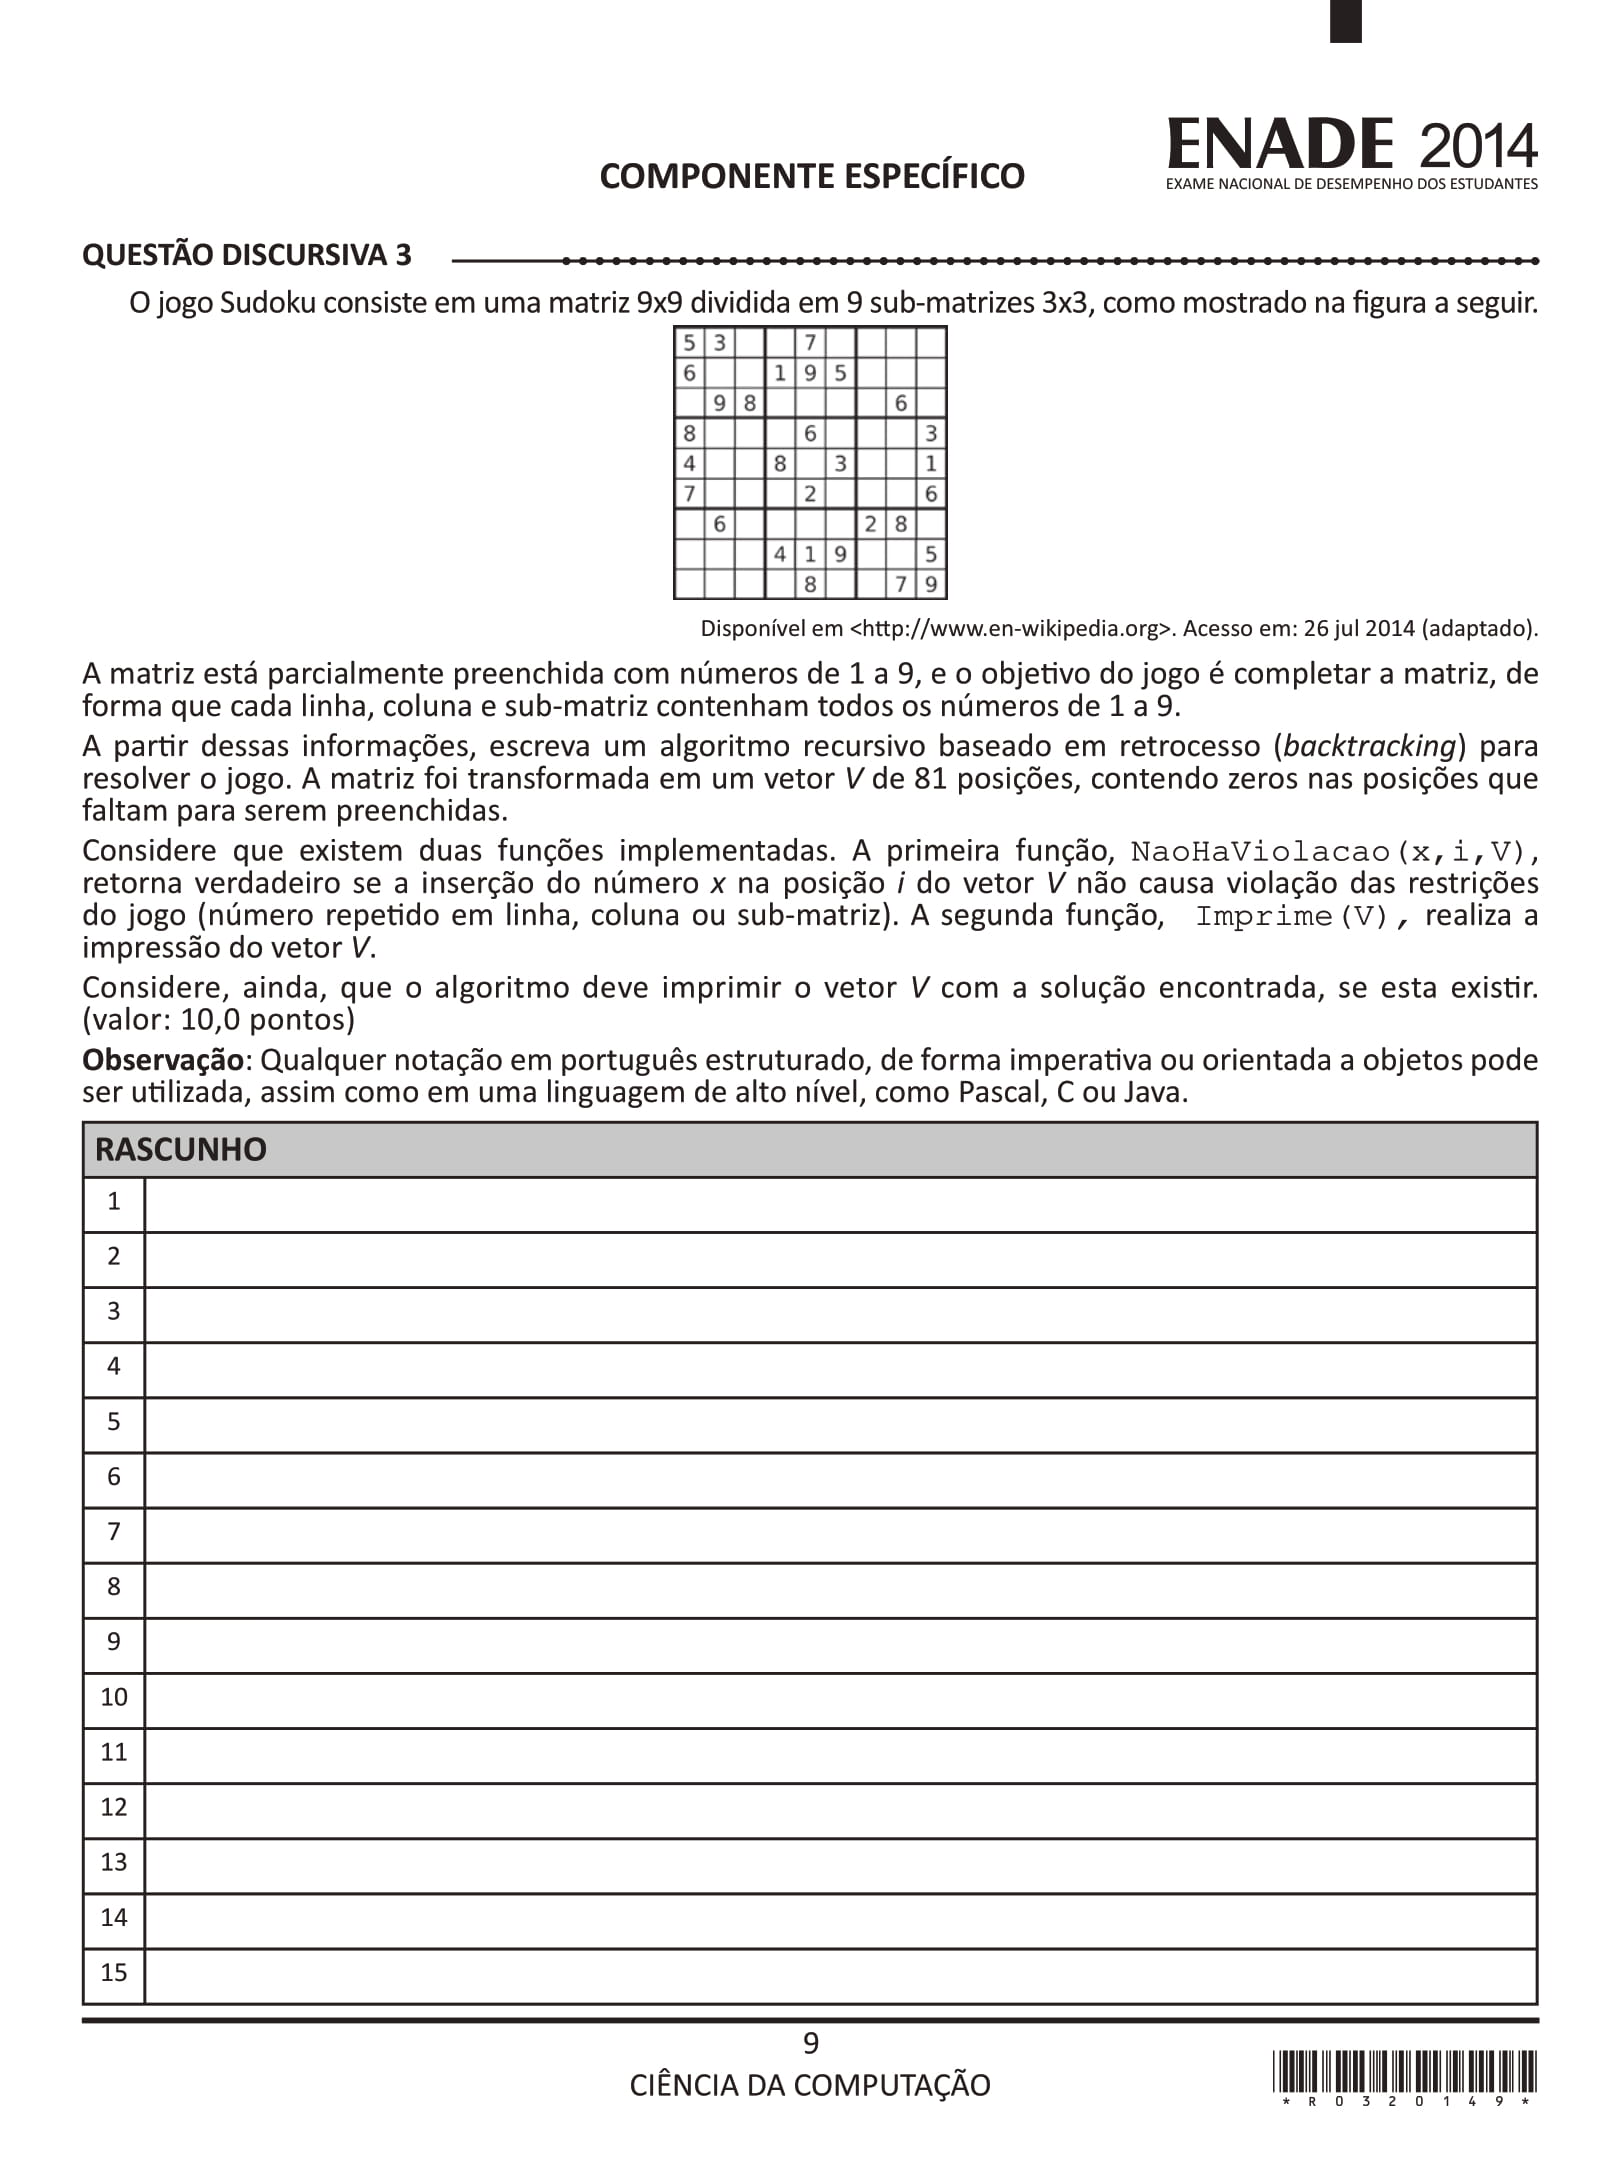 ENADE 2014
EXAME NACIONAL DE DESEMPENHO DOS ESTUDANTES
COMPONENTE ESPECÍFICO
QUESTÃO DISCURSIVA 3
O jogo Sudoku consiste em uma matriz 9x9 dividida em 9 sub-matrizes 3x3, como mostrado na figura a seguir.
5 3 7
6 1 9 5
9 8 6
8 6 3
4 8 3 1
7 2 6
6 2 8
4 1 9 5
8 7 9
Disponível em <http://www.en-wikipedia.org>. Acesso em: 26 jul 2014 (adaptado).
A matriz está parcialmente preenchida com números de 1 a 9, e o objetivo do jogo é completar a matriz, de
forma que cada linha, coluna e sub-matriz contenham todos os números de 1 a 9.
A partir dessas informações, escreva um algoritmo recursivo baseado em retrocesso (backtracking) para
resolver o jogo. A matriz foi transformada em um vetor V de 81 posições, contendo zeros nas posições que
faltam para serem preenchidas.
Considere que existem duas funções implementadas. A primeira função, NaoHaViolacao(x,i,V),
retorna verdadeiro se a inserção do número x na posição i do vetor V não causa violação das restrições
do jogo (número repetido em linha, coluna ou sub-matriz). A segunda função, Imprime(V), realiza a
impressão do vetor V.
Considere, ainda, que o algoritmo deve imprimir o vetor V com a solução encontrada, se esta existir.
(valor: 10,0 pontos)
Observação: Qualquer notação em português estruturado, de forma imperativa ou orientada a objetos pode
ser utilizada, assim como em uma linguagem de alto nível, como Pascal, C ou Java.
RASCUNHO
1
2
3
4
5
6
7
8
9
10
11
12
13
14
15
9
CIÊNCIA DA COMPUTAÇÃO
* R 0 3 2 0 1 4 9 *